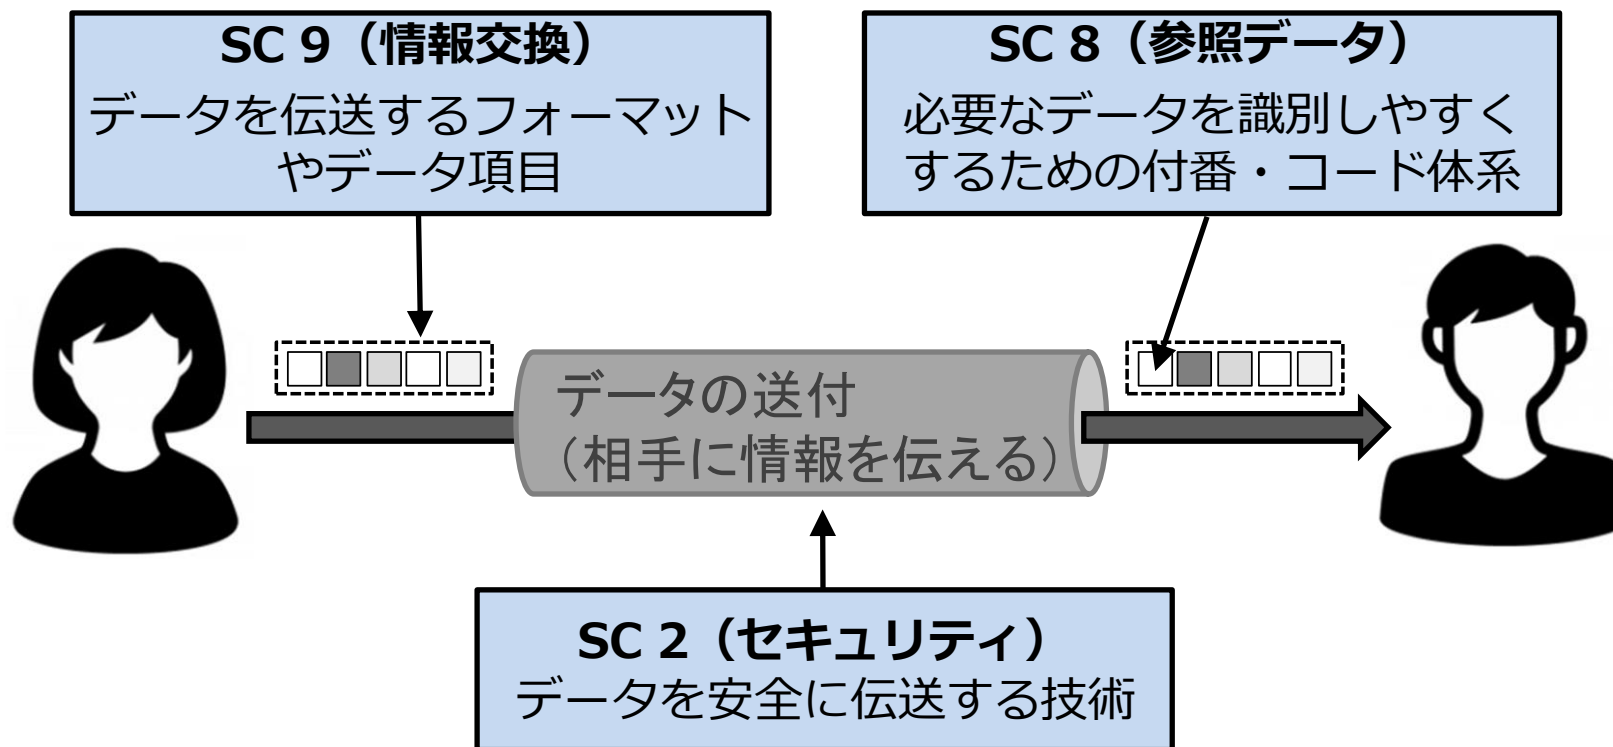 SC 9（情報交換）
データを伝送するフォーマット
やデータ項目
SC 8（参照データ）
必要なデータを識別しやすく
するための付番・コード体系
データの送付
（相手に情報を伝える）
SC 2（セキュリティ）
データを安全に伝送する技術